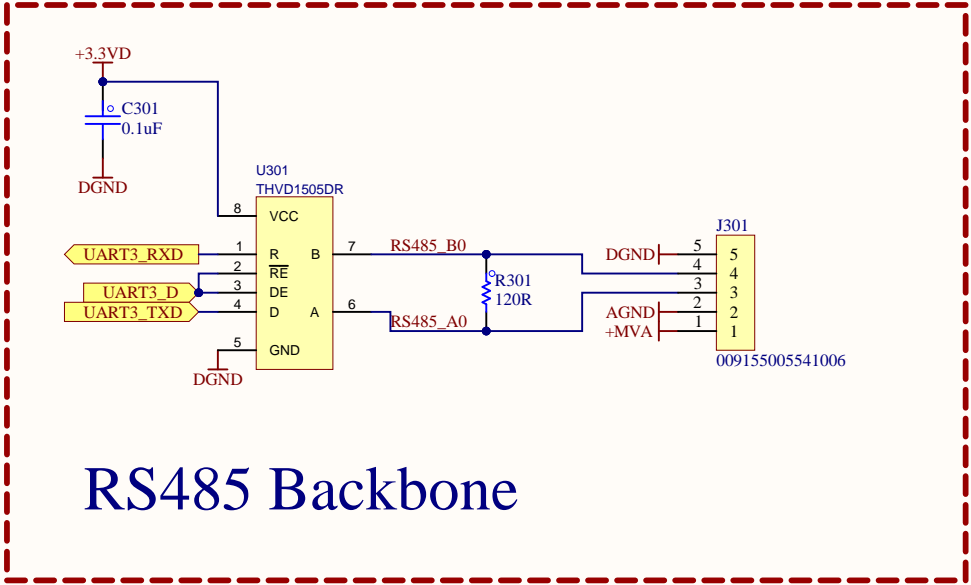 +3.3VD
C301
0.1uF
DGND
U301
THVD1505DR
8 VCC
UART3_RXD 1 R B 7 RS485_B0
2 RE
UART3_D 3 DE
UART3_TXD 4 D A 6 RS485_A0
5 GND
DGND
R301
120R
J301
DGND 5 5
4 4
3 3
AGND 2 2
+MVA 1 1
009155005541006
RS485 Backbone